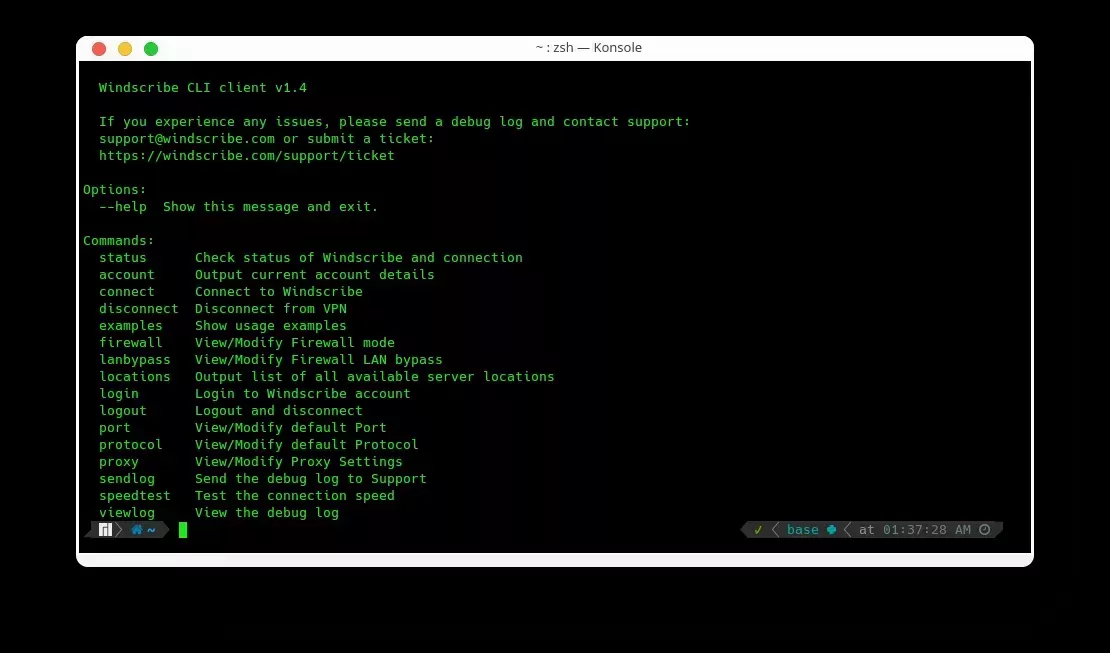 ~ : zsh — Konsole
Windscribe CLI client v1.4
If you experience any issues, please send a debug log and contact support:
support@windscribe.com or submit a ticket:
https://windscribe.com/support/ticket
Options:
--help  Show this message and exit.
Commands:
status      Check status of Windscribe and connection
account     Output current account details
connect     Connect to Windscribe
disconnect  Disconnect from VPN
examples    Show usage examples
firewall    View/Modify Firewall mode
lanbypass   View/Modify Firewall LAN bypass
locations   Output list of all available server locations
login       Login to Windscribe account
logout      Logout and disconnect
port        View/Modify default Port
protocol    View/Modify default Protocol
proxy       View/Modify Proxy Settings
sendlog     Send the debug log to Support
speedtest   Test the connection speed
viewlog     View the debug log
~ ✓ base at 01:37:28 AM